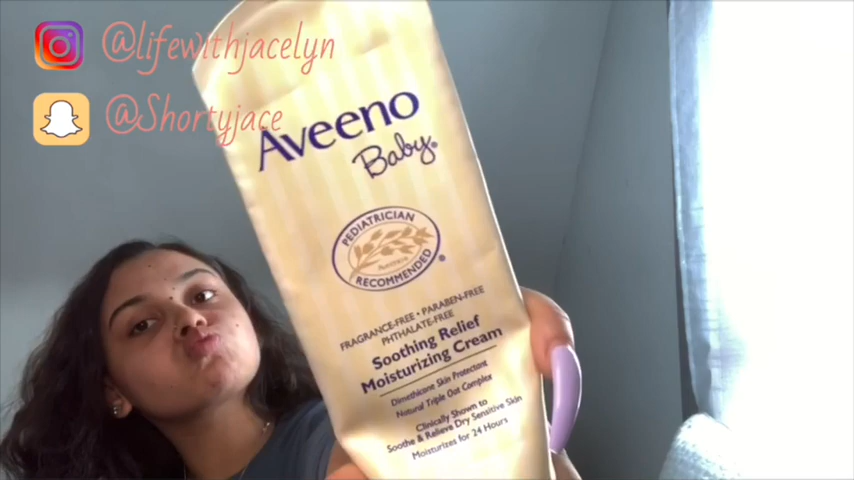 @lifewithjacelyn
@Shortyjace
Aveeno
Baby®
PEDIATRICIAN
Aveeno®
RECOMMENDED®
FRAGRANCE-FREE • PARABEN-FREE
PHTHALATE-FREE
Soothing Relief
Moisturizing Cream
Dimethicone Skin Protectant
Natural Triple Oat Complex
Clinically Shown to
Soothe & Relieve Dry Sensitive Skin
Moisturizes for 24 Hours